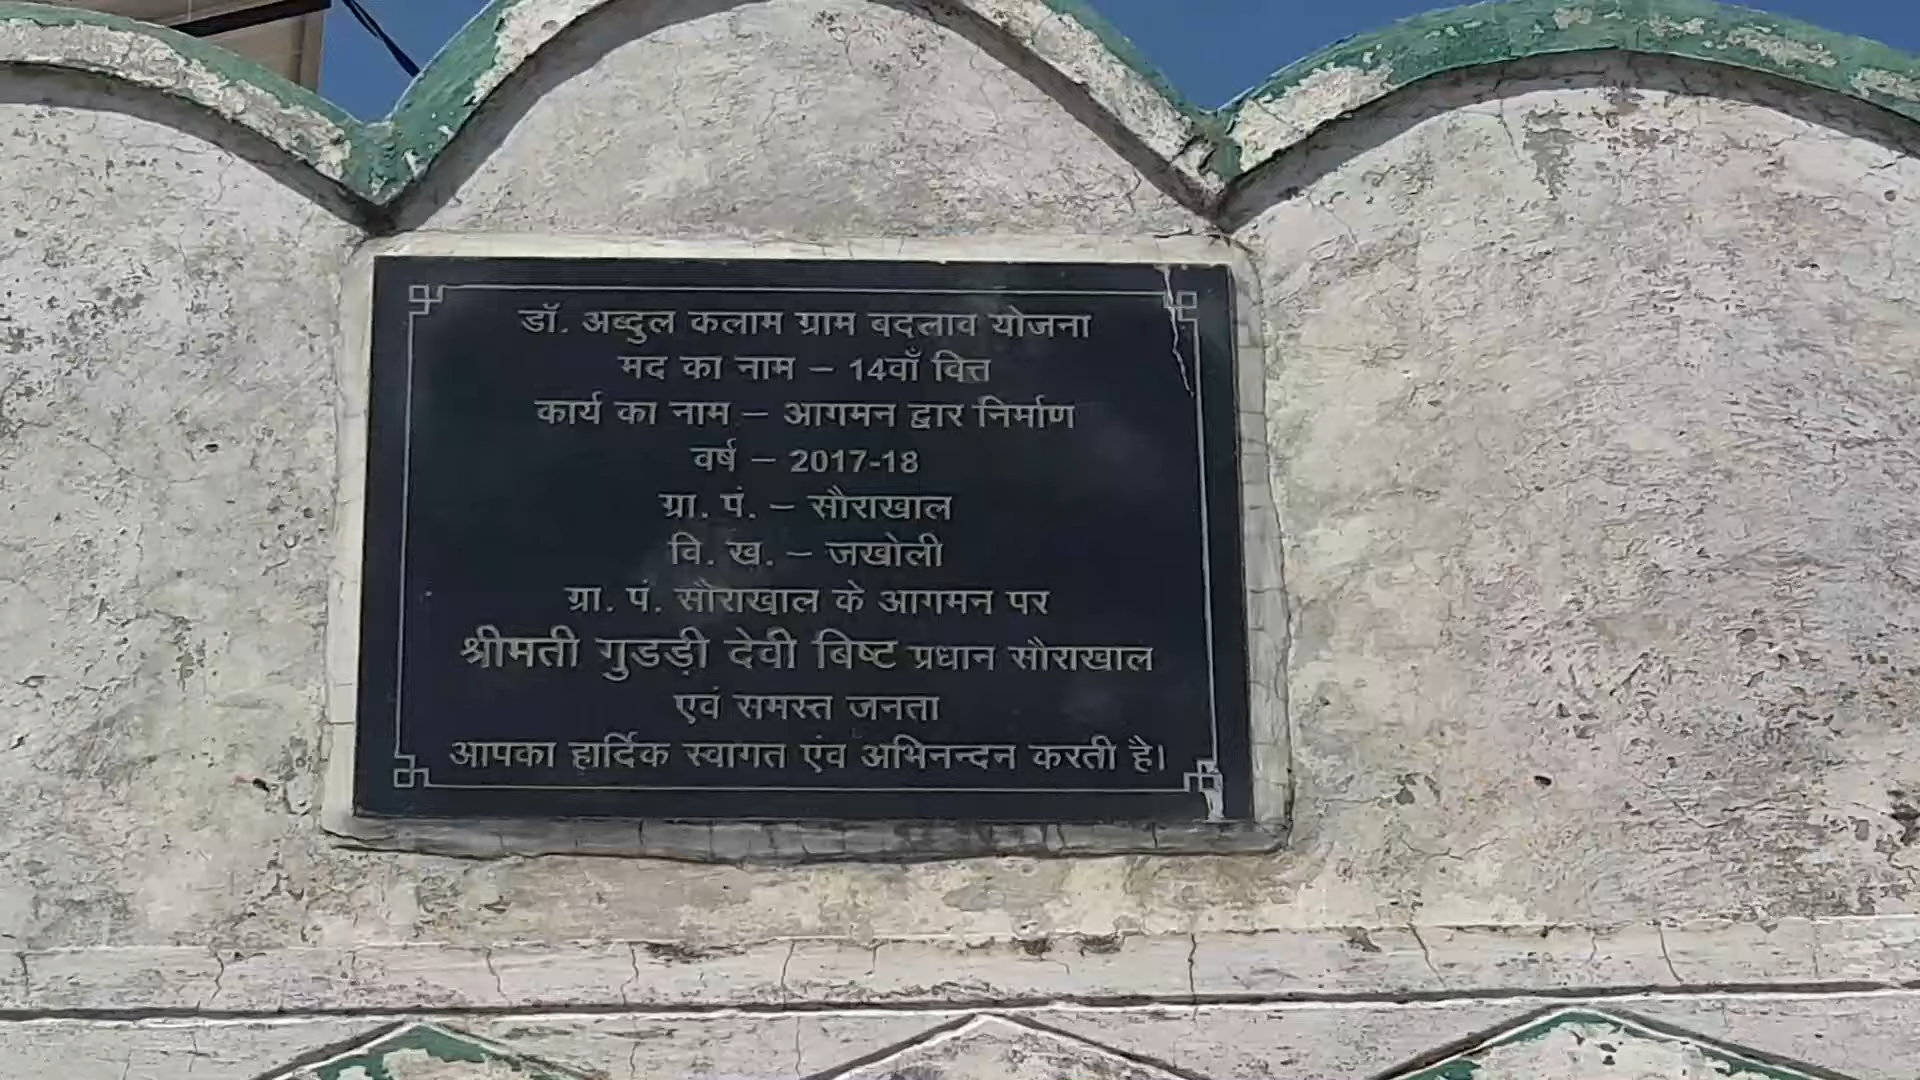 डॉ. अब्दुल कलाम ग्राम बदलाव योजना
मद का नाम – 14वाँ वित्त
कार्य का नाम – आगमन द्वार निर्माण
वर्ष – 2017-18
ग्रा. पं. – सौराखाल
वि. ख. – जखोली
ग्रा. पं. सौराखाल के आगमन पर
श्रीमती गुडड़ी देवी बिष्ट प्रधान सौराखाल
एवं समस्त जनता
आपका हार्दिक स्वागत एंव अभिनन्दन करती है।